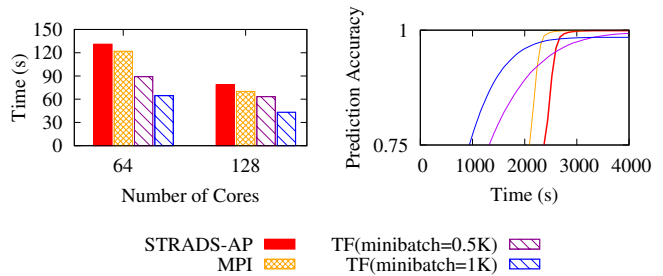 Time (s)
150
120
90
60
30
0
64
128
Number of Cores
Prediction Accuracy
1
0.75
0
1000
2000
3000
4000
Time (s)
STRADS-AP
MPI
TF(minibatch=0.5K)
TF(minibatch=1K)